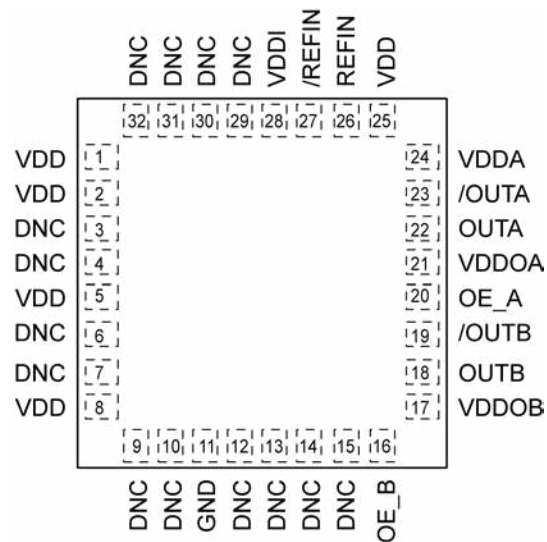 DNC DNC DNC DNC VDDI /REFIN REFIN VDD
32 31 30 29 28 27 26 25
VDD 1 24 VDDA
VDD 2 23 /OUTA
DNC 3 22 OUTA
DNC 4 21 VDDOA
VDD 5 20 OE_A
DNC 6 19 /OUTB
DNC 7 18 OUTB
VDD 8 17 VDDOB
9 10 11 12 13 14 15 16
DNC DNC GND DNC DNC DNC DNC OE_B